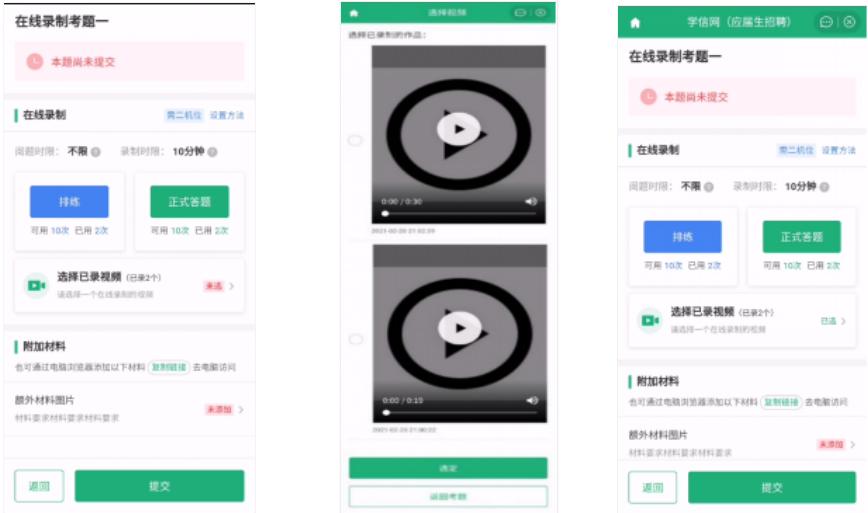 在线录制考题一
本题尚未提交
在线录制
需二机位 设置方法
问题时限： 不限
录制时限： 10分钟
排练
可用 10次 已用 2次
正式答题
可用 10次 已用 2次
选择已录视频（已录2个）
请选择一个在线录制的视频
未选
附加材料
也可通过电脑浏览器添加以下材料 复制链接 去电脑访问
额外材料图片
材料要求材料要求材料要求
未添加
返回
提交
选择视频
选择已录制的作品：
0:00 / 0:30
0:00 / 0:10
选定
返回考题
学信网（应届生招聘）
在线录制考题一
本题尚未提交
在线录制
需二机位 设置方法
问题时限： 不限
录制时限： 10分钟
排练
可用 10次 已用 2次
正式答题
可用 10次 已用 2次
选择已录视频（已录2个）
请选择一个在线录制的视频
已选
附加材料
也可通过电脑浏览器添加以下材料 复制链接 去电脑访问
额外材料图片
材料要求材料要求材料要求
未添加
返回
提交